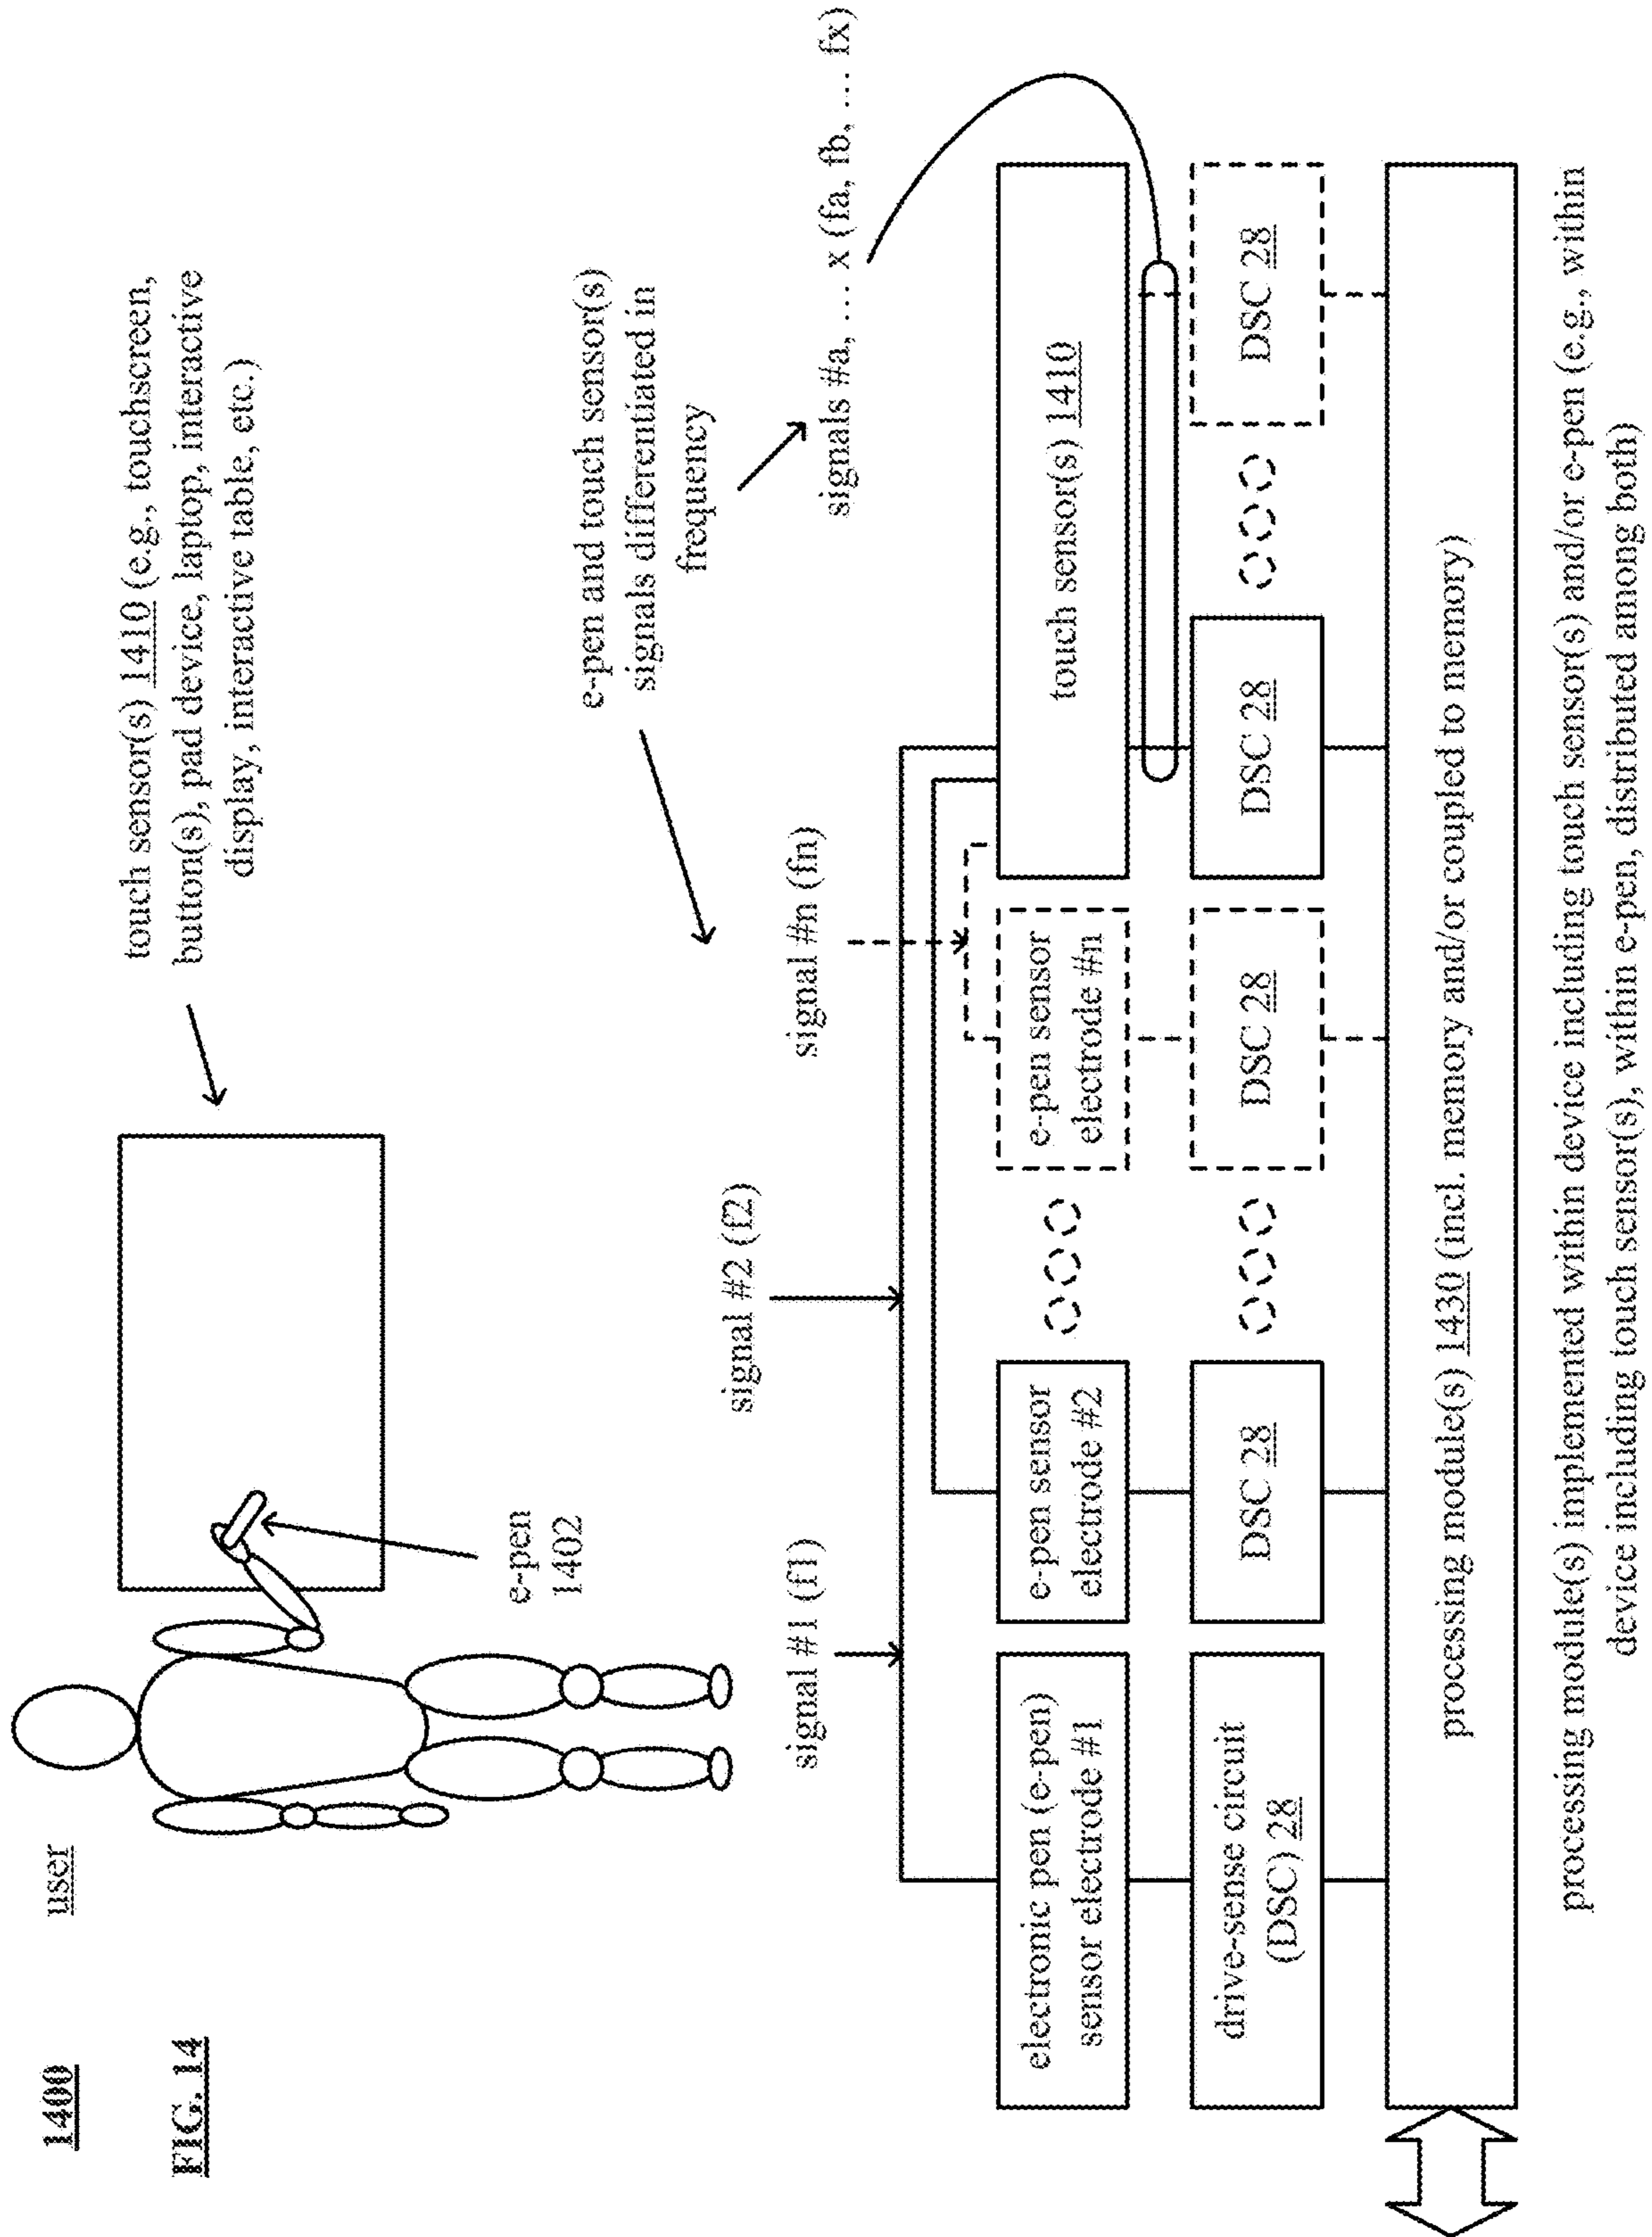 1400
FIG. 14
user
e-pen
1402
touch sensor(s) 1410 (e.g., touchscreen,
button(s), pad device, laptop, interactive
display, interactive table, etc.)
e-pen and touch sensor(s)
signals differentiated in
frequency
signal #1 (f1)
signal #2 (f2)
signal #n (fn)
signals #a, … x (fa, fb, … fx)
electronic pen (e-pen)
sensor electrode #1
e-pen sensor
electrode #2
e-pen sensor
electrode #n
touch sensor(s) 1410
drive-sense circuit
(DSC) 28
DSC 28
DSC 28
DSC 28
DSC 28
processing module(s) 1430 (incl. memory and/or coupled to memory)
processing module(s) implemented within device including touch sensor(s) and/or e-pen (e.g., within
device including touch sensor(s), within e-pen, distributed among both)